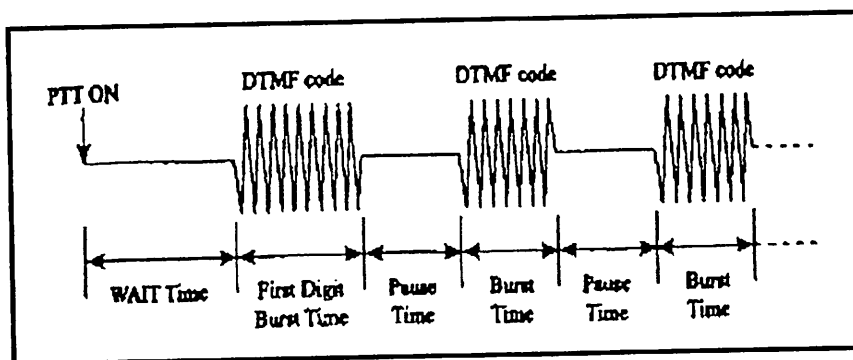 DTMF code
DTMF code
DTMF code
PTT ON
WAIT Time
First Digit
Burst Time
Pause
Time
Burst
Time
Pause
Time
Burst
Time